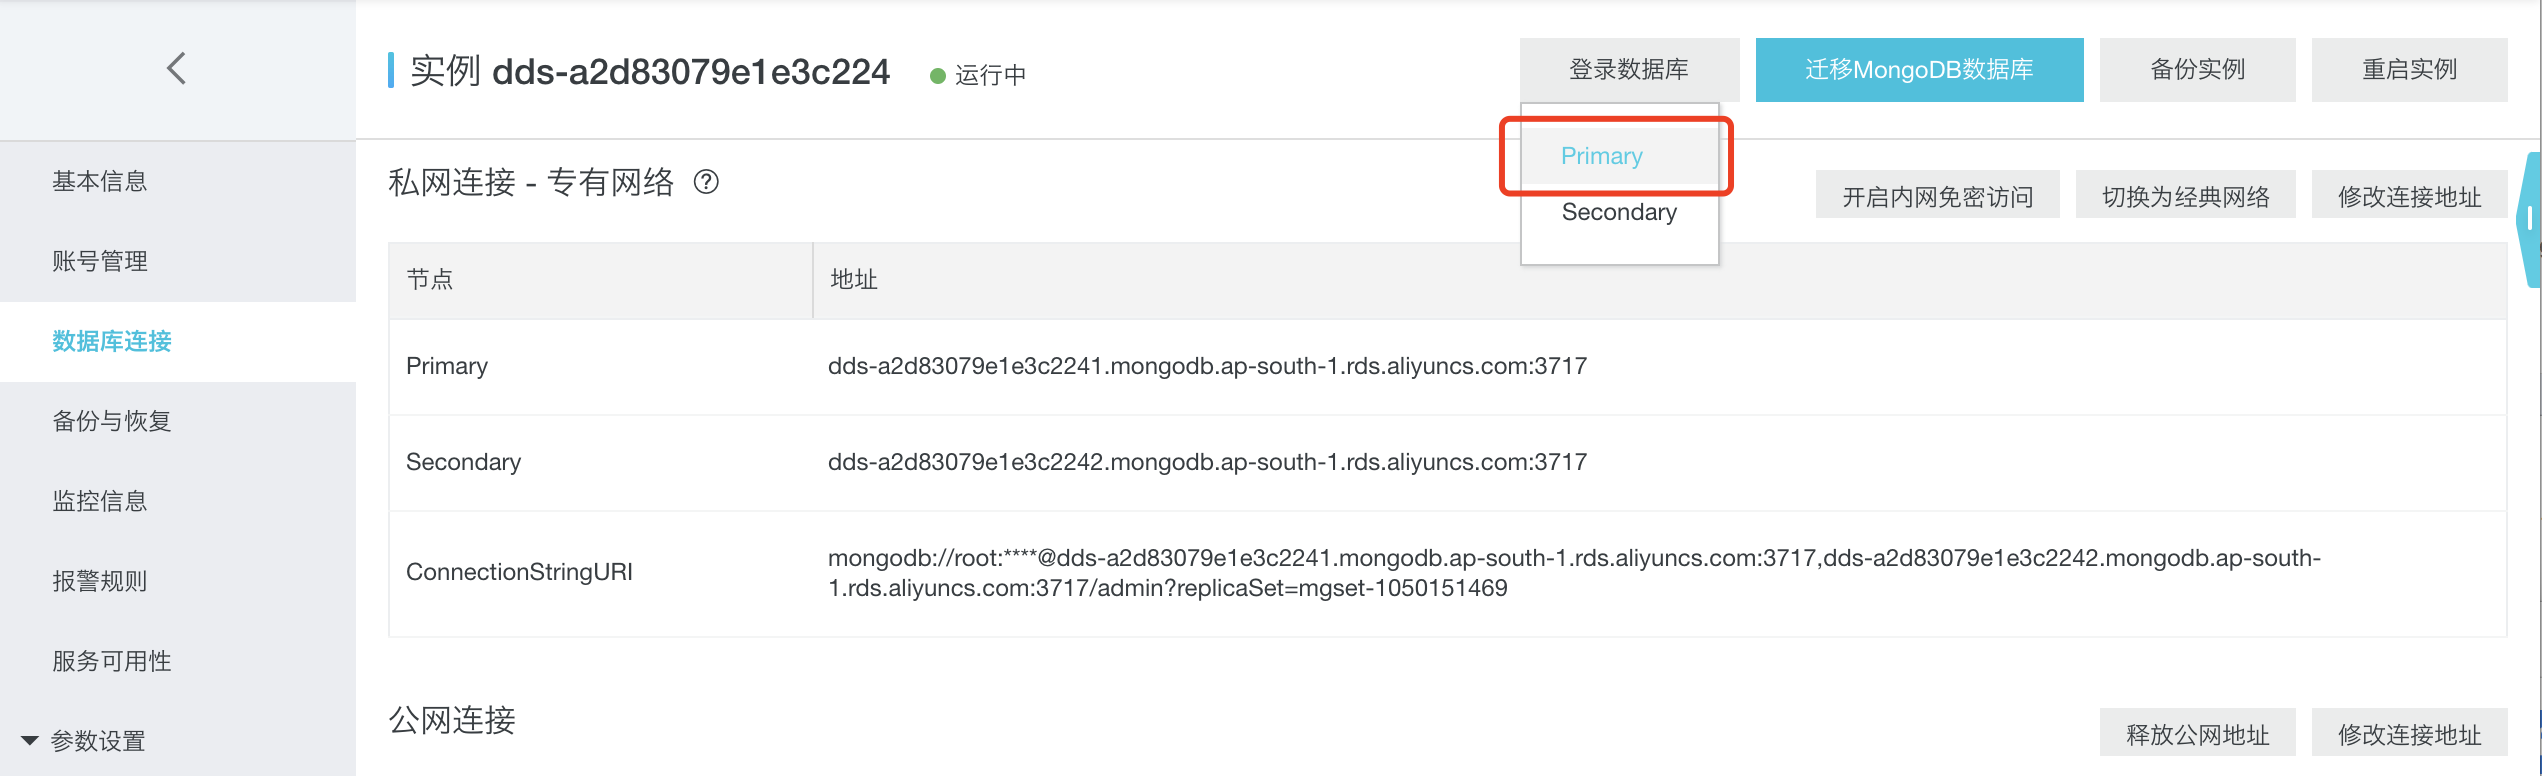 实例 dds-a2d83079e1e3c224
运行中
登录数据库
迁移MongoDB数据库
备份实例
重启实例
Primary
Secondary
基本信息
账号管理
数据库连接
备份与恢复
监控信息
报警规则
服务可用性
参数设置
私网连接 - 专有网络
开启内网免密访问
切换为经典网络
修改连接地址
节点
地址
Primary
dds-a2d83079e1e3c2241.mongodb.ap-south-1.rds.aliyuncs.com:3717
Secondary
dds-a2d83079e1e3c2242.mongodb.ap-south-1.rds.aliyuncs.com:3717
ConnectionStringURI
mongodb://root:****@dds-a2d83079e1e3c2241.mongodb.ap-south-1.rds.aliyuncs.com:3717,dds-a2d83079e1e3c2242.mongodb.ap-south-
1.rds.aliyuncs.com:3717/admin?replicaSet=mgset-1050151469
公网连接
释放公网地址
修改连接地址